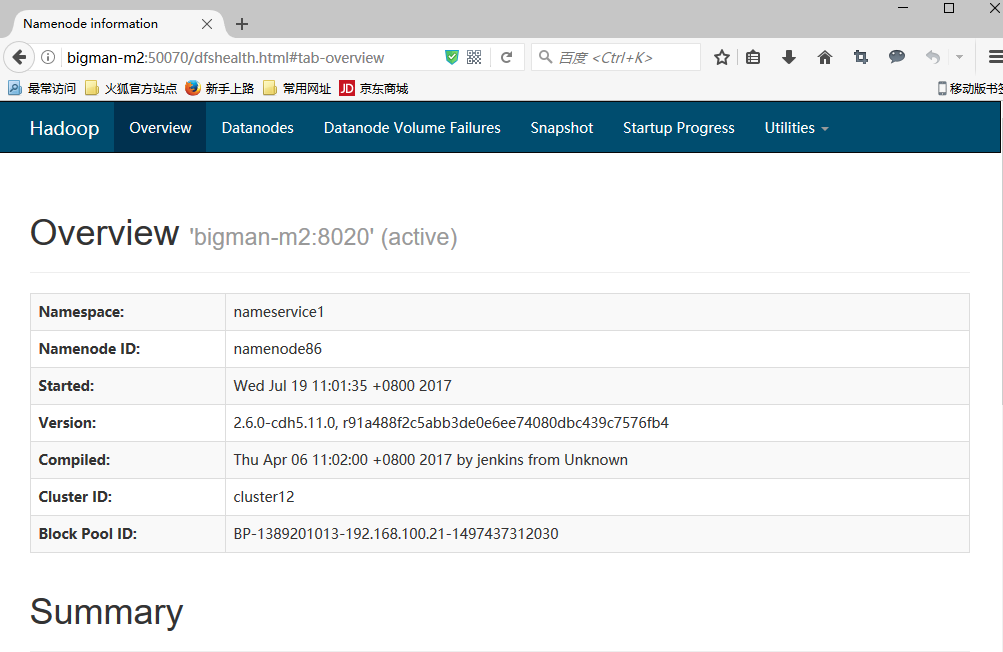 Namenode information
bigman-m2:50070/dfshealth.html#tab-overview
百度 <Ctrl+K>
最常访问 火狐官方站点 新手上路 常用网址 JD 京东商城 移动版书签
Hadoop Overview Datanodes Datanode Volume Failures Snapshot Startup Progress Utilities
Overview 'bigman-m2:8020' (active)
Namespace: nameservice1
Namenode ID: namenode86
Started: Wed Jul 19 11:01:35 +0800 2017
Version: 2.6.0-cdh5.11.0, r91a488f2c5abb3de0e6ee74080dbc439c7576fb4
Compiled: Thu Apr 06 11:02:00 +0800 2017 by jenkins from Unknown
Cluster ID: cluster12
Block Pool ID: BP-1389201013-192.168.100.21-1497437312030
Summary